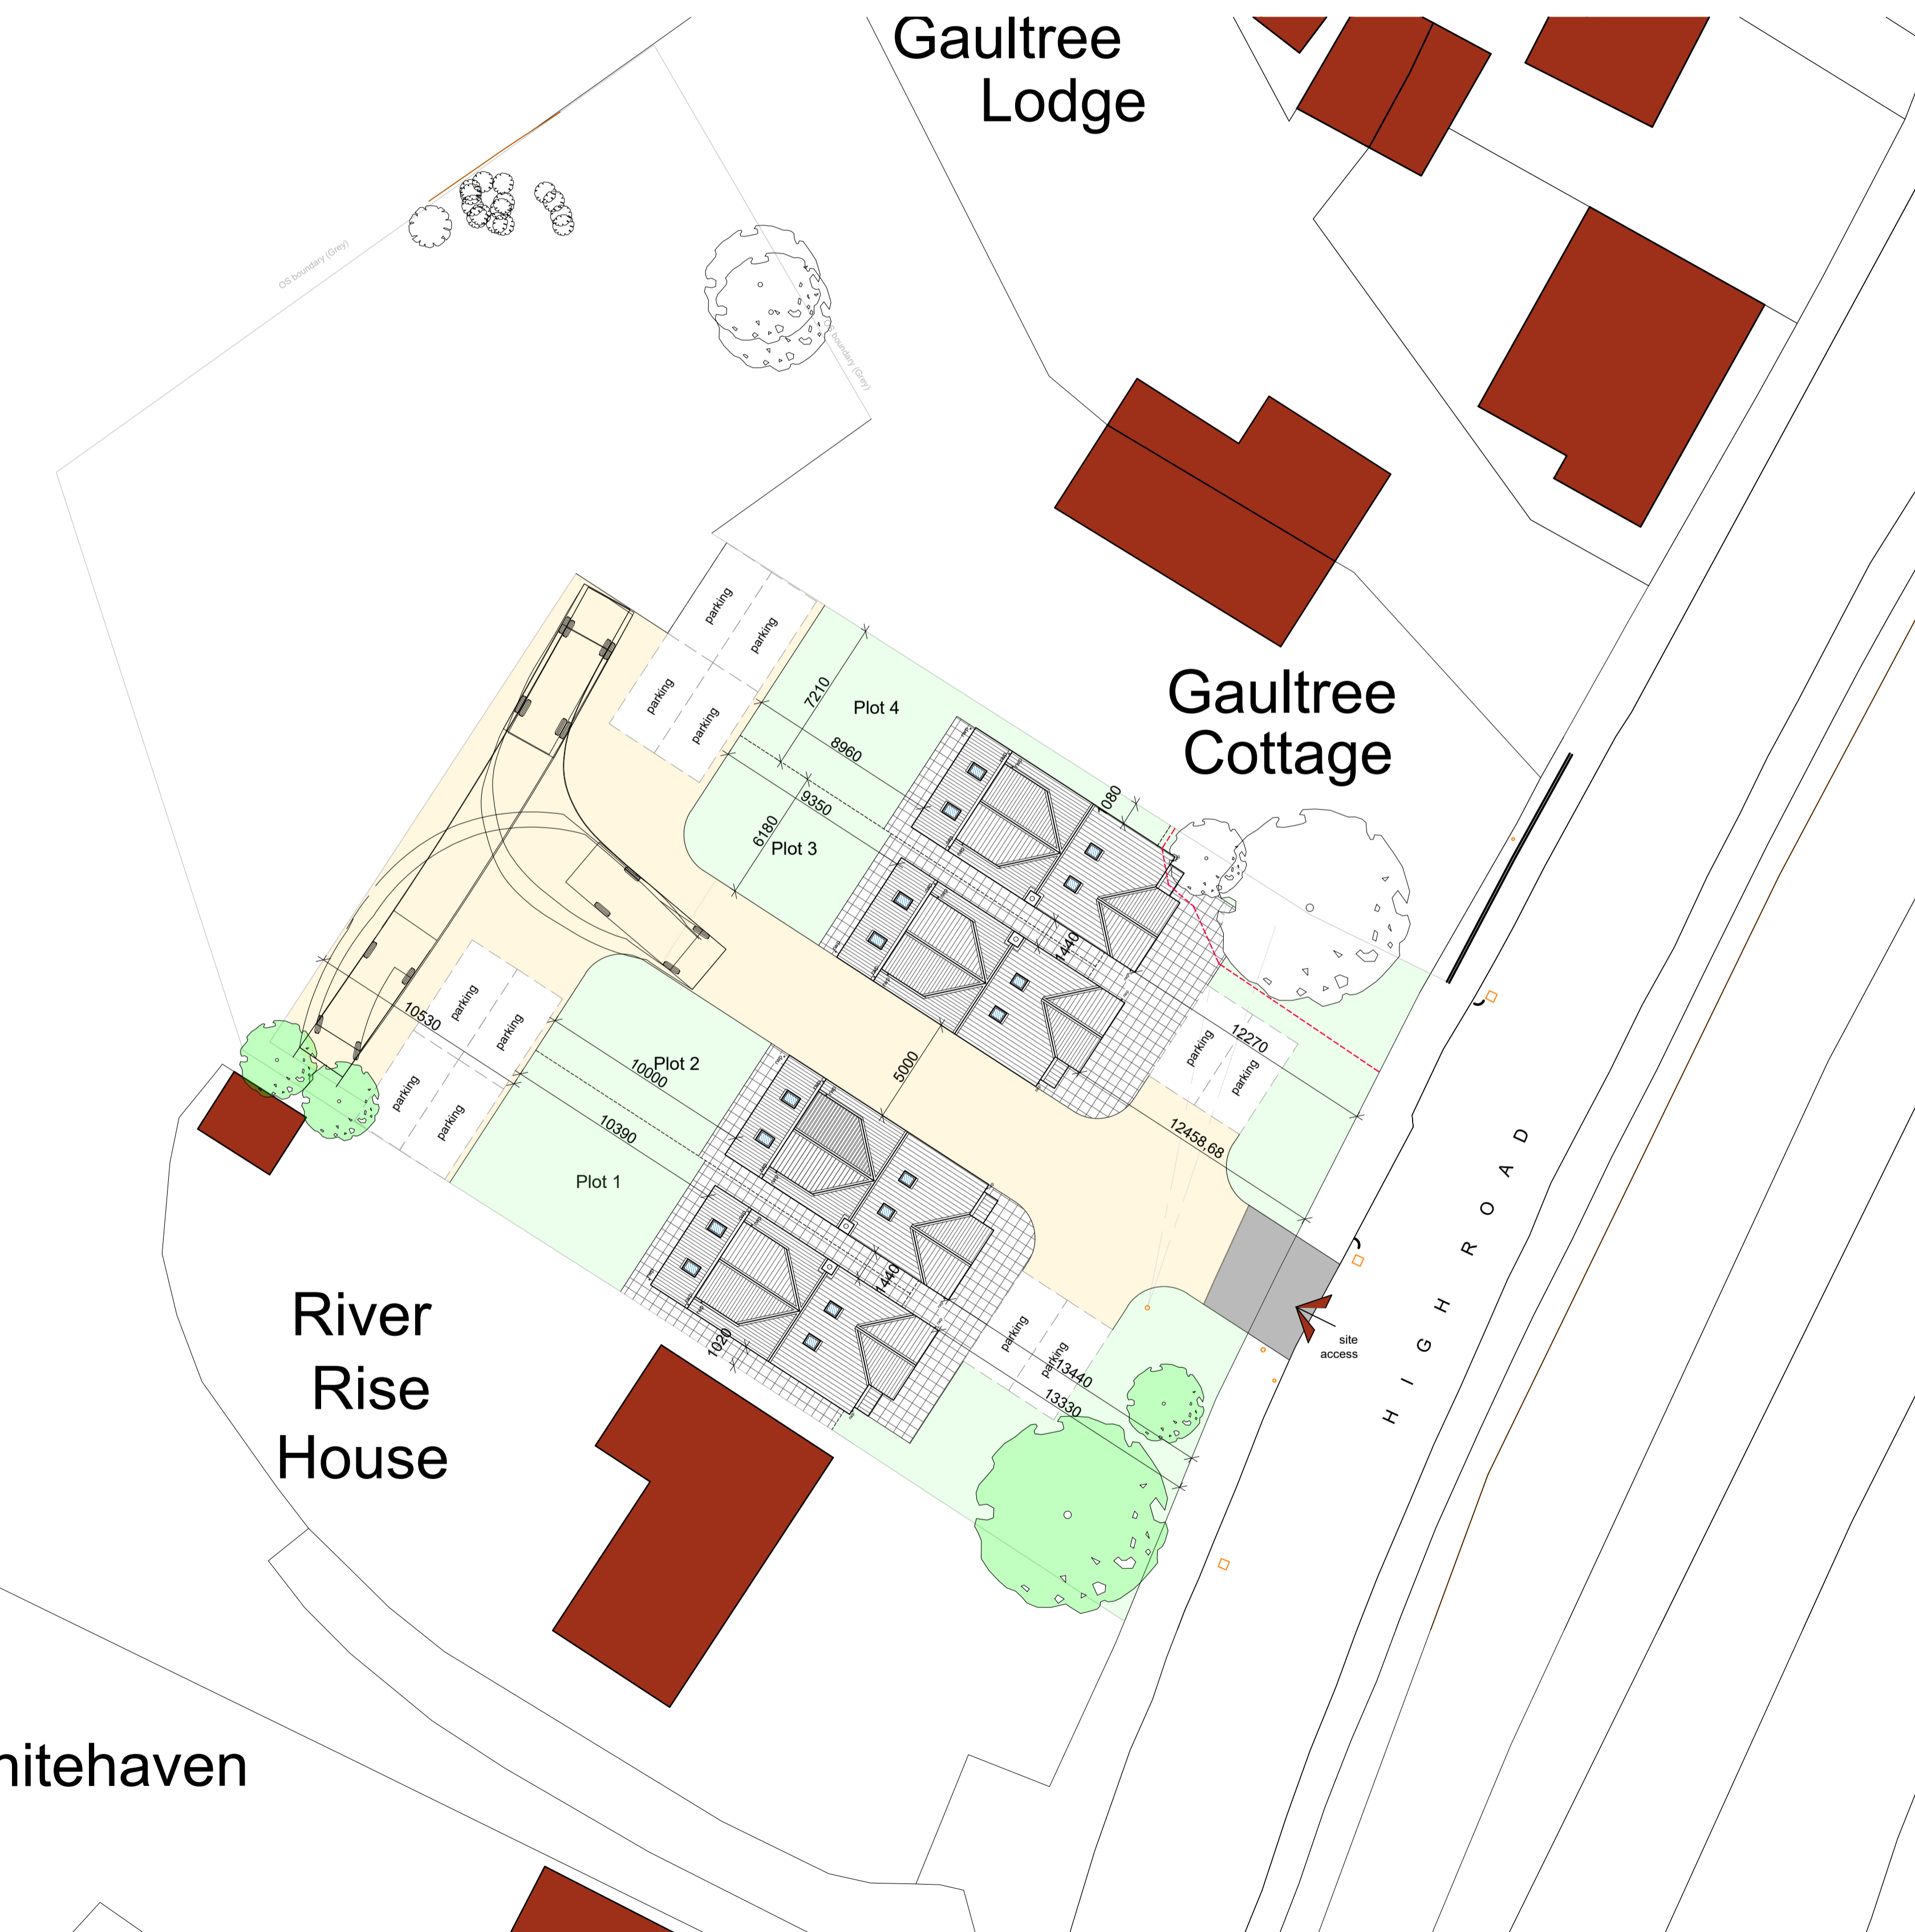 Gaultree
Lodge
OS boundary (Grey)
OS boundary (Grey)
parking
parking
parking
parking
7210
Plot 4
8960
9350
6180
Plot 3
1080
Gaultree
Cottage
1440
12270
parking
parking
12458,68
5000
parking
parking
parking
parking
10530
Plot 2
10000
10390
Plot 1
1440
1020
parking
parking
13440
13330
site
access
HIGH ROAD
River
Rise
House
hitehaven